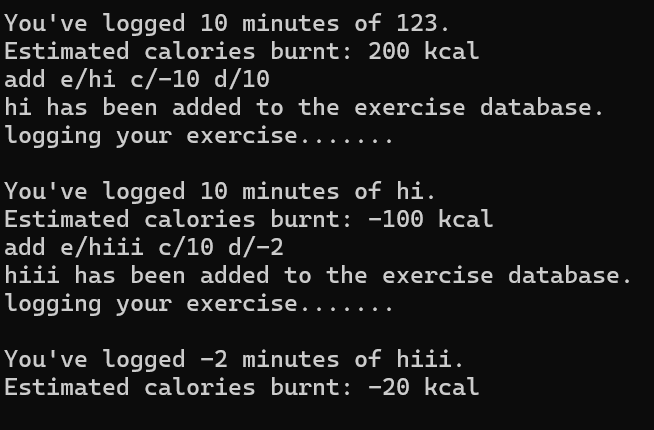 You've logged 10 minutes of 123.
Estimated calories burnt: 200 kcal
add e/hi c/-10 d/10
hi has been added to the exercise database.
logging your exercise.......

You've logged 10 minutes of hi.
Estimated calories burnt: -100 kcal
add e/hiii c/10 d/-2
hiii has been added to the exercise database.
logging your exercise.......

You've logged -2 minutes of hiii.
Estimated calories burnt: -20 kcal